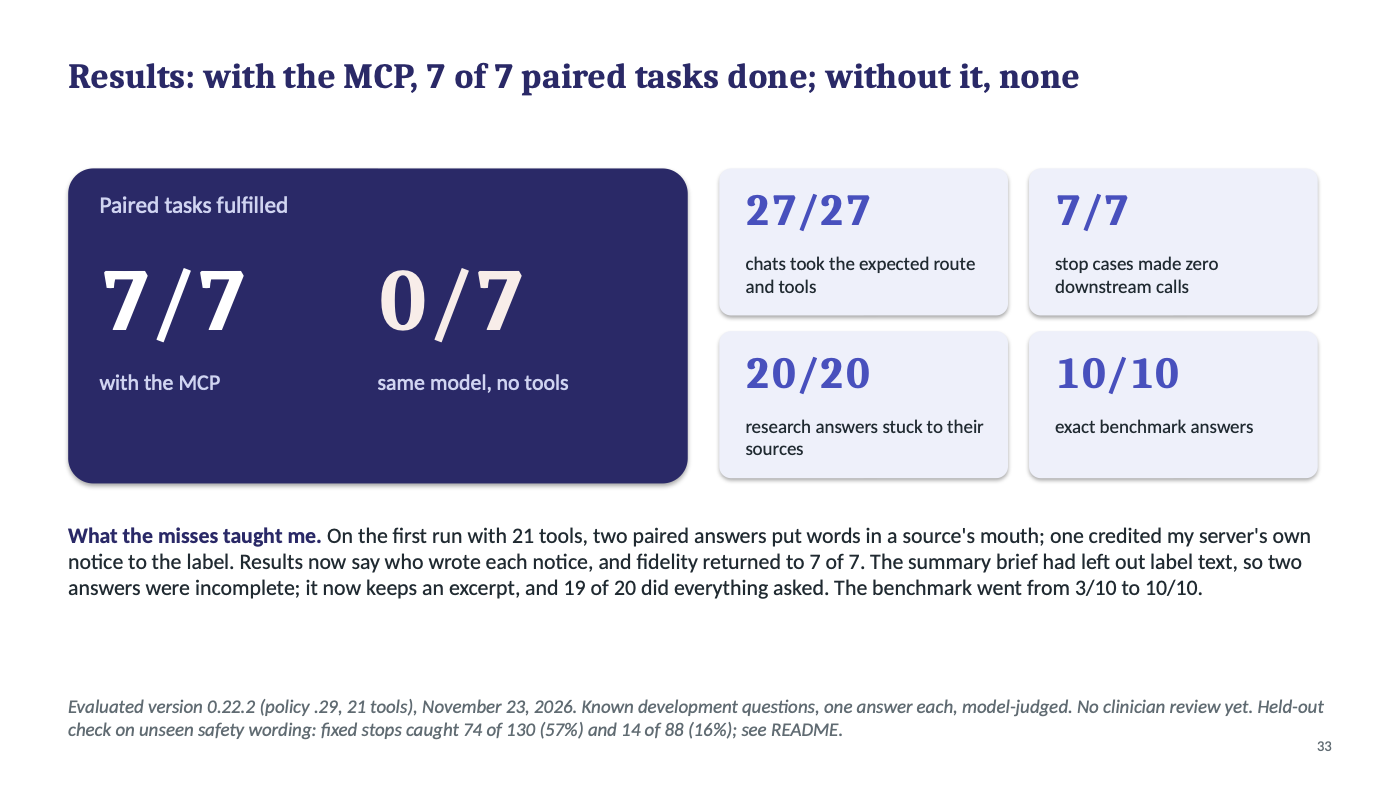 Results: with the MCP, 7 of 7 paired tasks done; without it, none
Paired tasks fulfilled
7/7
with the MCP
0/7
same model, no tools
27/27
chats took the expected route
and tools
7/7
stop cases made zero
downstream calls
20/20
research answers stuck to their
sources
10/10
exact benchmark answers
What the misses taught me. On the first run with 21 tools, two paired answers put words in a source's mouth; one credited my server's own
notice to the label. Results now say who wrote each notice, and fidelity returned to 7 of 7. The summary brief had left out label text, so two
answers were incomplete; it now keeps an excerpt, and 19 of 20 did everything asked. The benchmark went from 3/10 to 10/10.
Evaluated version 0.22.2 (policy .29, 21 tools), November 23, 2026. Known development questions, one answer each, model-judged. No clinician review yet. Held-out
check on unseen safety wording: fixed stops caught 74 of 130 (57%) and 14 of 88 (16%); see README.
33